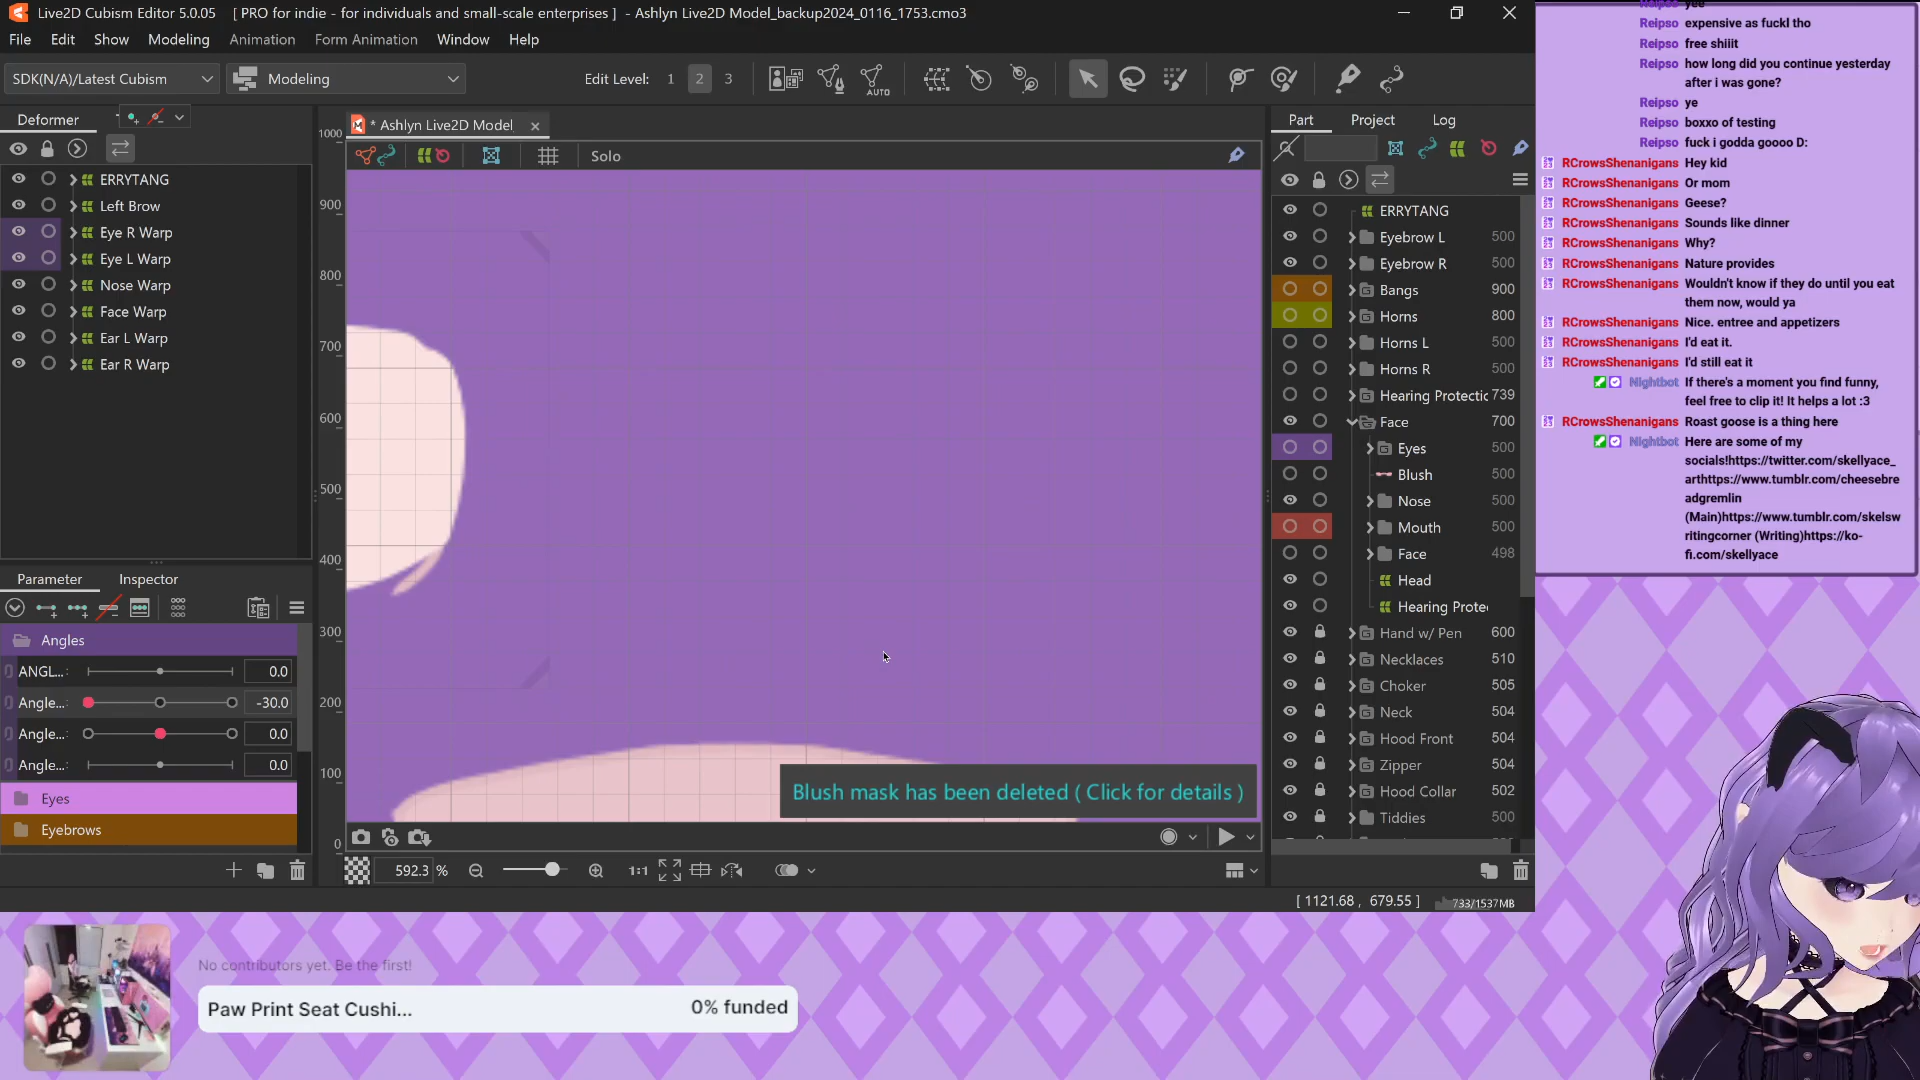 Live2D Cubism Editor 5.0.05 [ PRO for indie - for individuals and small-scale enterprises ] - Ashlyn Live2D Model_backup2024_0116_1753.cmo3
File Edit Show Modeling Animation Form Animation Window Help
SDK(N/A)/Latest Cubism Modeling Edit Level: 1 2 3 AUTO
Deformer
ERRYTANG
Left Brow
Eye R Warp
Eye L Warp
Nose Warp
Face Warp
Ear L Warp
Ear R Warp
Parameter Inspector
Angles
ANGL...: 0.0
Angle...: -30.0
Angle...: 0.0
Angle...: 0.0
Eyes
Eyebrows
* Ashlyn Live2D Model
Solo
1000
900
800
700
600
500
400
300
200
100
0
Blush mask has been deleted ( Click for details )
592.3 % 1:1
Part Project Log
ERRYTANG
Eyebrow L 500
Eyebrow R 500
Bangs 900
Horns 800
Horns L 500
Horns R 500
Hearing Protectic 739
Face 700
Eyes 500
Blush 500
Nose 500
Mouth 500
Face 498
Head
Hearing Prote
Hand w/ Pen 600
Necklaces 510
Choker 505
Neck 504
Hood Front 504
Zipper 504
Hood Collar 502
Tiddies 500
[ 1121.68 , 679.55 ] 733/1537MB
yee
Reipso expensive as fuckl tho
Reipso free shiiit
Reipso how long did you continue yesterday
after i was gone?
Reipso ye
Reipso boxxo of testing
Reipso fuck i godda goooo D:
RCrowsShenanigans Hey kid
RCrowsShenanigans Or mom
RCrowsShenanigans Geese?
RCrowsShenanigans Sounds like dinner
RCrowsShenanigans Why?
RCrowsShenanigans Nature provides
RCrowsShenanigans Wouldn't know if they do until you eat
them now, would ya
RCrowsShenanigans Nice. entree and appetizers
RCrowsShenanigans I'd eat it.
RCrowsShenanigans I'd still eat it
Nightbot If there's a moment you find funny,
feel free to clip it! It helps a lot :3
RCrowsShenanigans Roast goose is a thing here
Nightbot Here are some of my
socials!https://twitter.com/skellyace_
arthttps://www.tumblr.com/cheesebre
adgremlin
(Main)https://www.tumblr.com/skelsw
ritingcorner (Writing)https://ko-
fi.com/skellyace
No contributors yet. Be the first!
Paw Print Seat Cushi... 0% funded